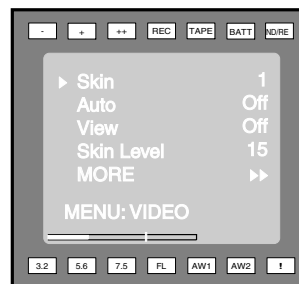 - + ++ REC TAPE BATT ND/RE
Skin 1
Auto Off
View Off
Skin Level 15
MORE
MENU: VIDEO
3.2 5.6 7.5 FL AW1 AW2 !